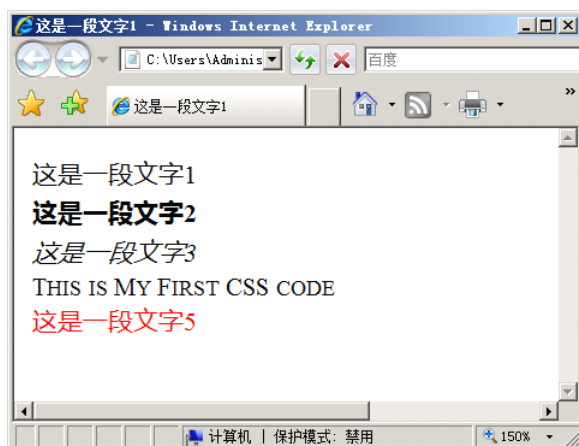 这是一段文字1 - Windows Internet Explorer
C:\Users\Adminis
百度
这是一段文字1
»
这是一段文字1
这是一段文字2
这是一段文字3
THIS IS MY FIRST CSS CODE
这是一段文字5
计算机 | 保护模式: 禁用
150%